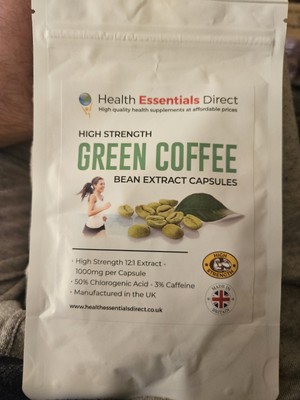 Health Essentials Direct
High quality health supplements at affordable prices
HIGH STRENGTH
GREEN COFFEE
BEAN EXTRACT CAPSULES
• High Strength 12:1 Extract -
1000mg per Capsule
• 50% Chlorogenic Acid - 3% Caffeine
• Manufactured in the UK
www.healthessentialsdirect.co.uk
HIGH
STRENGTH
MADE IN
BRITAIN